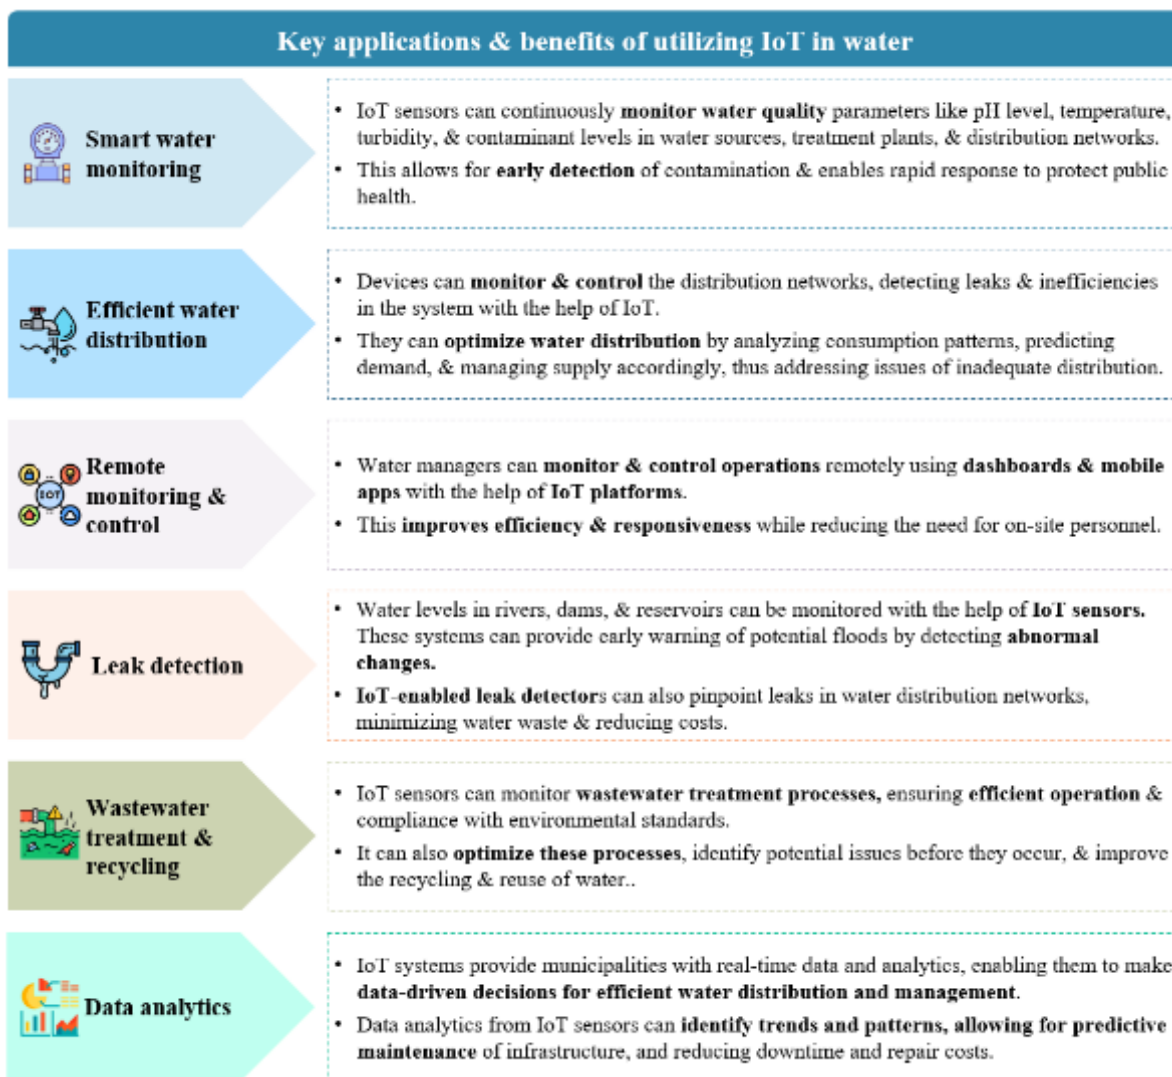 Key applications & benefits of utilizing IoT in water
Smart water
monitoring
• IoT sensors can continuously monitor water quality parameters like pH level, temperature,
turbidity, & contaminant levels in water sources, treatment plants, & distribution networks.
• This allows for early detection of contamination & enables rapid response to protect public
health.
Efficient water
distribution
• Devices can monitor & control the distribution networks, detecting leaks & inefficiencies
in the system with the help of IoT.
• They can optimize water distribution by analyzing consumption patterns, predicting
demand, & managing supply accordingly, thus addressing issues of inadequate distribution.
IOT
Remote
monitoring &
control
• Water managers can monitor & control operations remotely using dashboards & mobile
apps with the help of IoT platforms.
• This improves efficiency & responsiveness while reducing the need for on-site personnel.
Leak detection
• Water levels in rivers, dams, & reservoirs can be monitored with the help of IoT sensors.
These systems can provide early warning of potential floods by detecting abnormal
changes.
• IoT-enabled leak detectors can also pinpoint leaks in water distribution networks,
minimizing water waste & reducing costs.
Wastewater
treatment &
recycling
• IoT sensors can monitor wastewater treatment processes, ensuring efficient operation &
compliance with environmental standards.
• It can also optimize these processes, identify potential issues before they occur, & improve
the recycling & reuse of water..
Data analytics
• IoT systems provide municipalities with real-time data and analytics, enabling them to make
data-driven decisions for efficient water distribution and management.
• Data analytics from IoT sensors can identify trends and patterns, allowing for predictive
maintenance of infrastructure, and reducing downtime and repair costs.